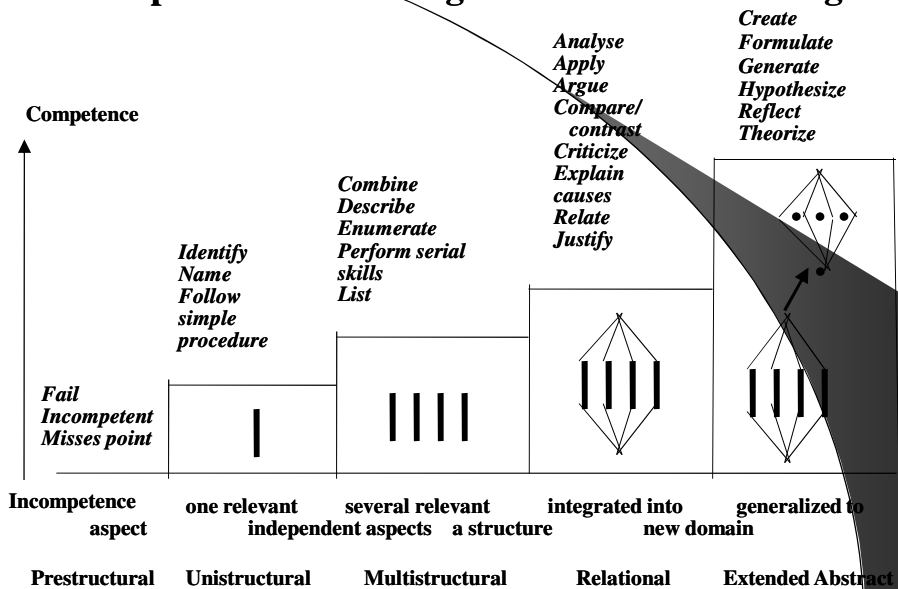 Create
Analyse
Formulate
Apply
Generate
Argue
Hypothesize
Compare/
Reflect
contrast
Theorize
Competence
Criticize
Explain
causes
Relate
Justify
Combine
Describe
Enumerate
Perform serial
skills
List
Identify
Name
Follow
simple
procedure
Fail
Incompetent
Misses point
Incompetence one relevant several relevant integrated into generalized to
aspect independent aspects a structure new domain
Prestructural Unistructural Multistructural Relational Extended Abstract